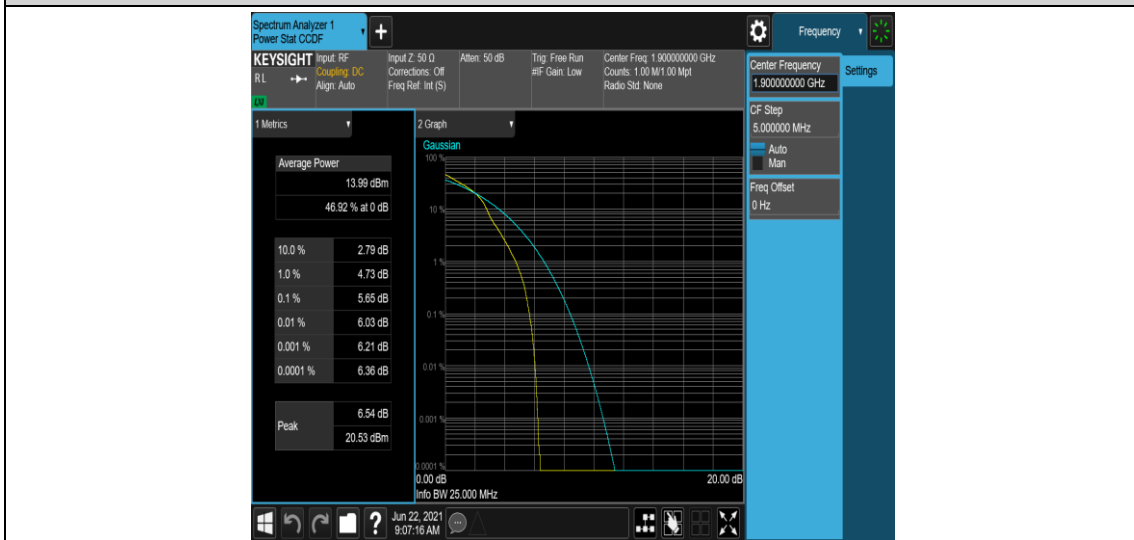 Spectrum Analyzer 1
Power Stat CCDF
+
Frequency
KEYSIGHT
RL
LXI
Input: RF
Coupling: DC
Align: Auto
Input Z: 50 Ω
Corrections: Off
Freq Ref: Int (S)
Atten: 50 dB
Trig: Free Run
#IF Gain: Low
Center Freq: 1.900000000 GHz
Counts: 1.00 M/1.00 Mpt
Radio Std: None
Center Frequency
1.900000000 GHz
Settings
CF Step
5.000000 MHz
Auto
Man
Freq Offset
0 Hz
1 Metrics
Average Power
13.99 dBm
46.92 % at 0 dB
10.0 % 2.79 dB
1.0 % 4.73 dB
0.1 % 5.65 dB
0.01 % 6.03 dB
0.001 % 6.21 dB
0.0001 % 6.36 dB
Peak
6.54 dB
20.53 dBm
2 Graph
Gaussian
100 %
10 %
1 %
0.1 %
0.01 %
0.001 %
0.0001 %
0.00 dB 20.00 dB
Info BW 25.000 MHz
?
Jun 22, 2021
9:07:16 AM